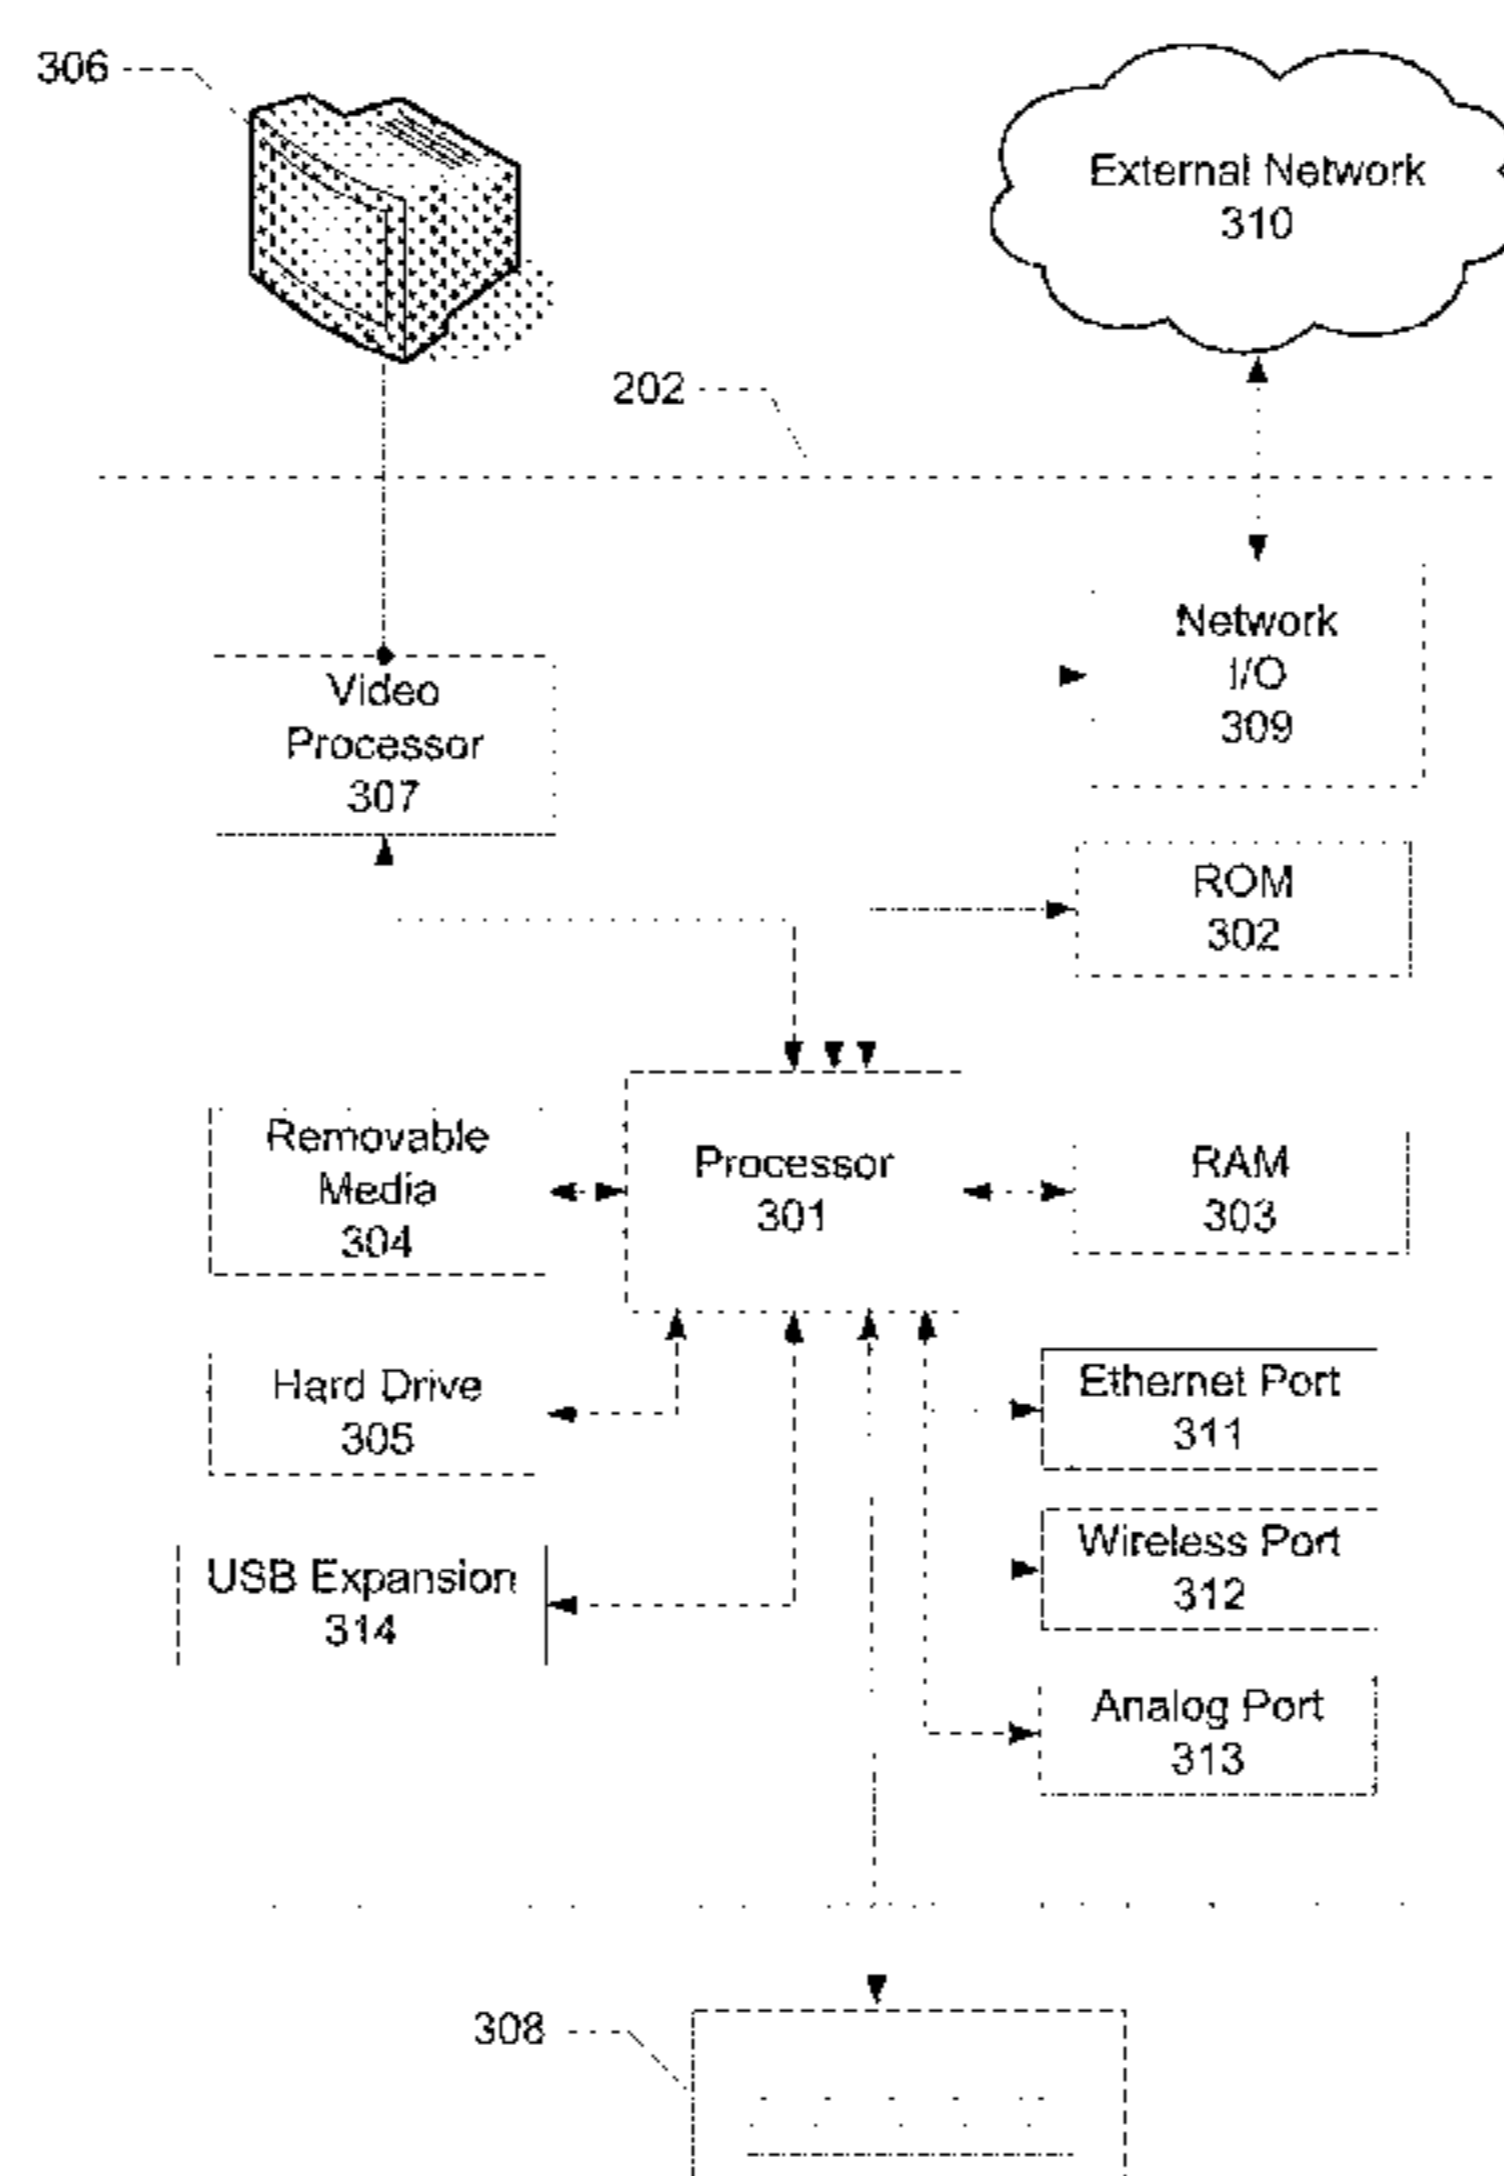 306
External Network
310
202
Network
I/O
309
Video
Processor
307
ROM
302
Removable
Media
304
Processor
301
RAM
303
Hard Drive
305
Ethernet Port
311
Wireless Port
312
USB Expansion
314
Analog Port
313
308